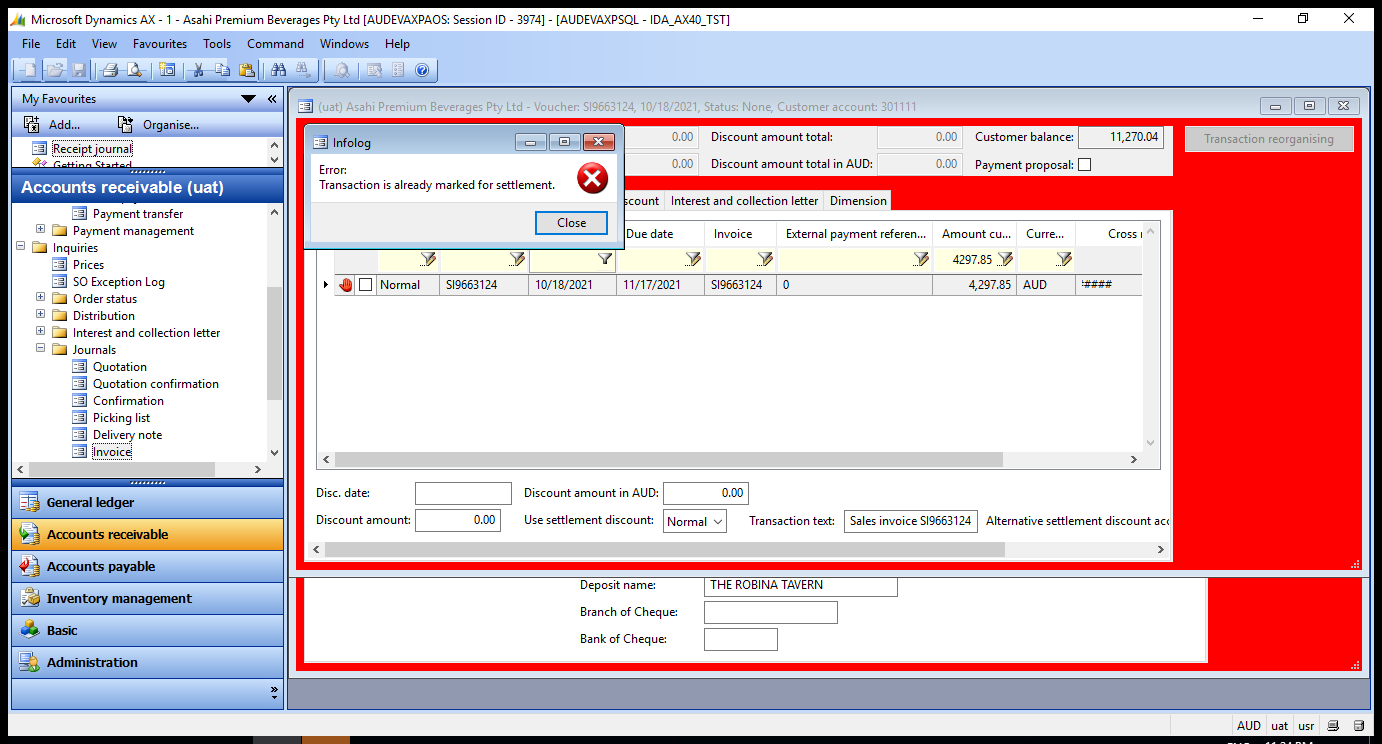 Microsoft Dynamics AX - 1 - Asahi Premium Beverages Pty Ltd [AUDEVAXPAOS: Session ID - 3974] - [AUDEVAXPSQL - IDA_AX40_TST]
File Edit View Favourites Tools Command Windows Help
My Favourites
Add... Organise...
Receipt journal
Getting Started
Accounts receivable (uat)
Payment transfer
Payment management
Inquiries
Prices
SO Exception Log
Order status
Distribution
Interest and collection letter
Journals
Quotation
Quotation confirmation
Confirmation
Picking list
Delivery note
Invoice
General ledger
Accounts receivable
Accounts payable
Inventory management
Basic
Administration
(uat) Asahi Premium Beverages Pty Ltd - Voucher: SI9663124, 10/18/2021, Status: None, Customer account: 301111
Infolog
Error:
Transaction is already marked for settlement.
Close
0.00 Discount amount total: 0.00 Customer balance: 11,270.04 Transaction reorganising
0.00 Discount amount total in AUD: 0.00 Payment proposal:
scount Interest and collection letter Dimension
Due date Invoice External payment referen... Amount cu... Curre... Cross
4297.85
Normal SI9663124 10/18/2021 11/17/2021 SI9663124 0 4,297.85 AUD ####
Disc. date: Discount amount in AUD: 0.00
Discount amount: 0.00 Use settlement discount: Normal Transaction text: Sales invoice SI9663124 Alternative settlement discount acc
Deposit name: THE ROBINA TAVERN
Branch of Cheque:
Bank of Cheque:
AUD uat usr